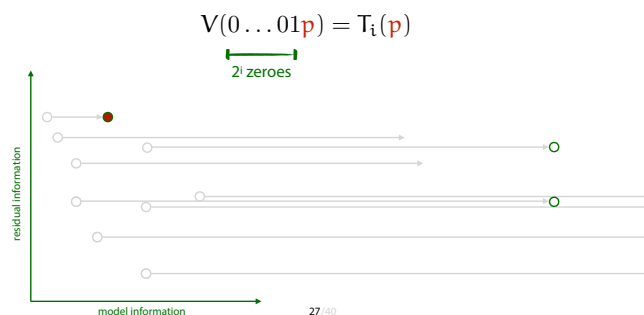 V(0 ... 01p) = Tᵢ(p)
2ⁱ zeroes
residual information
model information
27/40